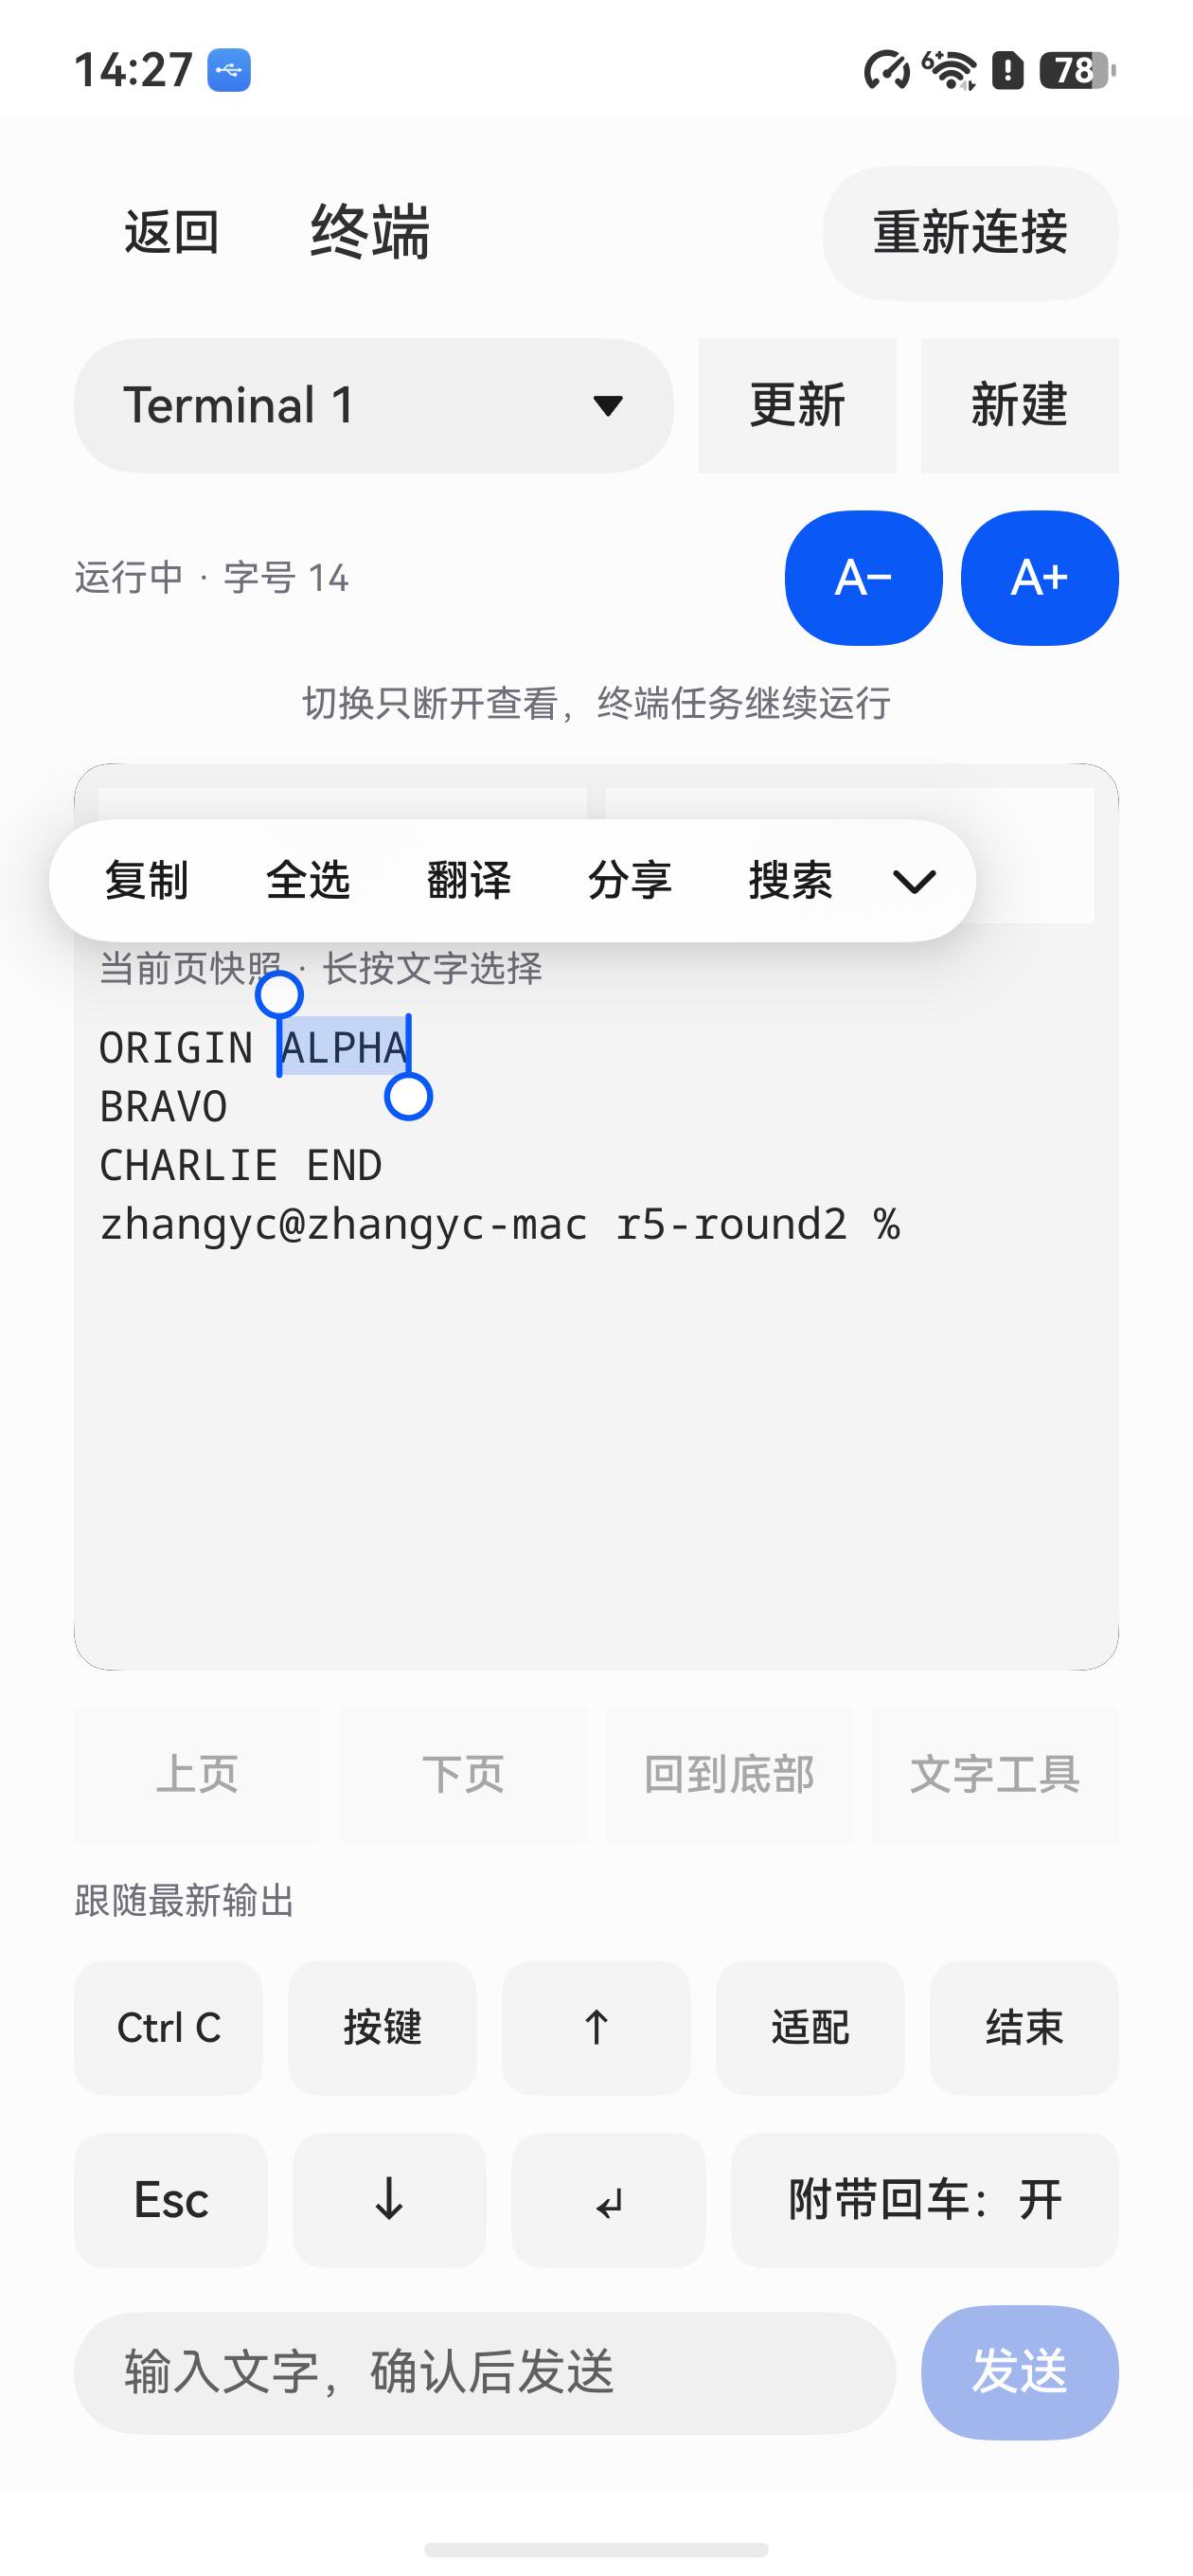 14:27
6+
78
返回 终端 重新连接
Terminal 1 更新 新建
运行中 · 字号 14 A− A+
切换只断开查看，终端任务继续运行
复制 全选 翻译 分享 搜索
当前页快照 · 长按文字选择
ORIGIN ALPHA
BRAVO
CHARLIE END
zhangyc@zhangyc-mac r5-round2 %
上页 下页 回到底部 文字工具
跟随最新输出
Ctrl C 按键 ↑ 适配 结束
Esc ↓ ↲ 附带回车：开
输入文字，确认后发送 发送